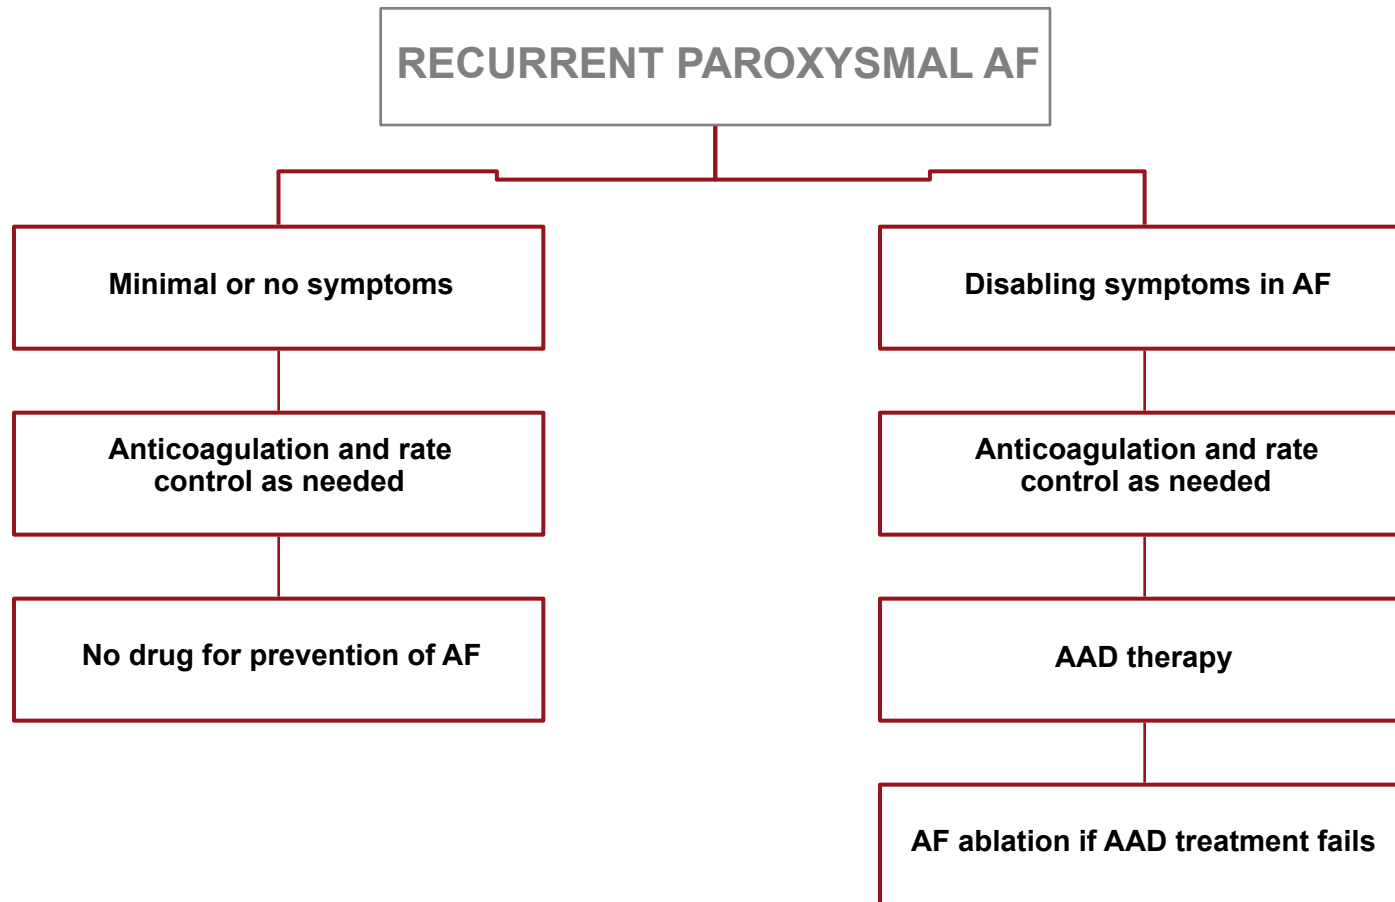 RECURRENT PAROXYSMAL AF
Minimal or no symptoms
Disabling symptoms in AF
Anticoagulation and rate
control as needed
Anticoagulation and rate
control as needed
No drug for prevention of AF
AAD therapy
AF ablation if AAD treatment fails